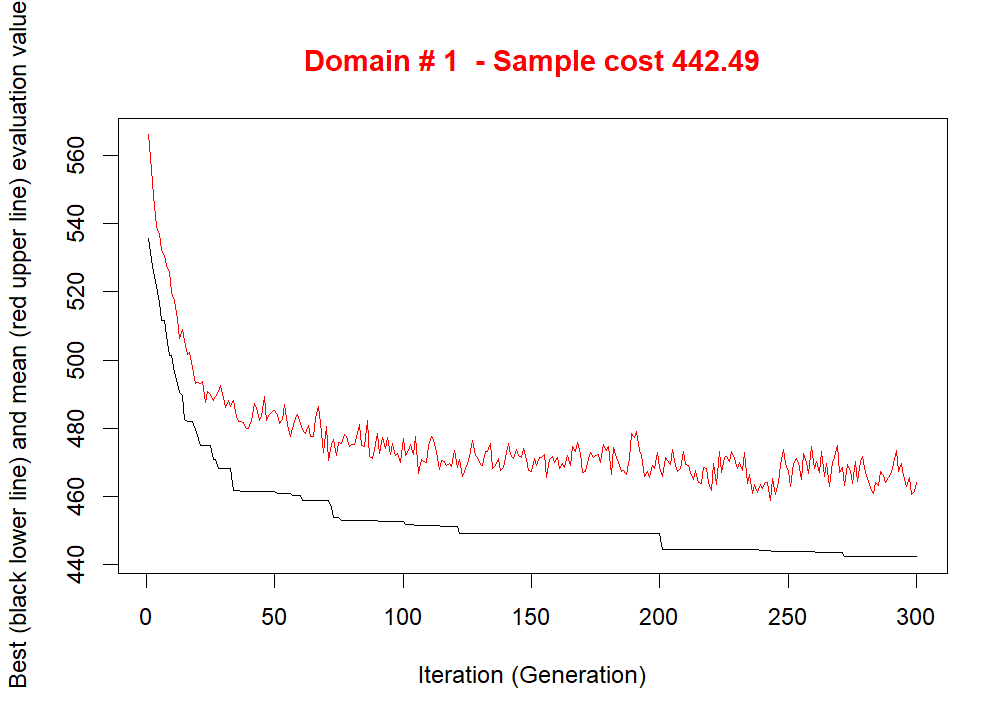 Domain # 1  - Sample cost 442.49
Best (black lower line) and mean (red upper line) evaluation value
560
540
520
500
480
460
440
0 50 100 150 200 250 300
Iteration (Generation)